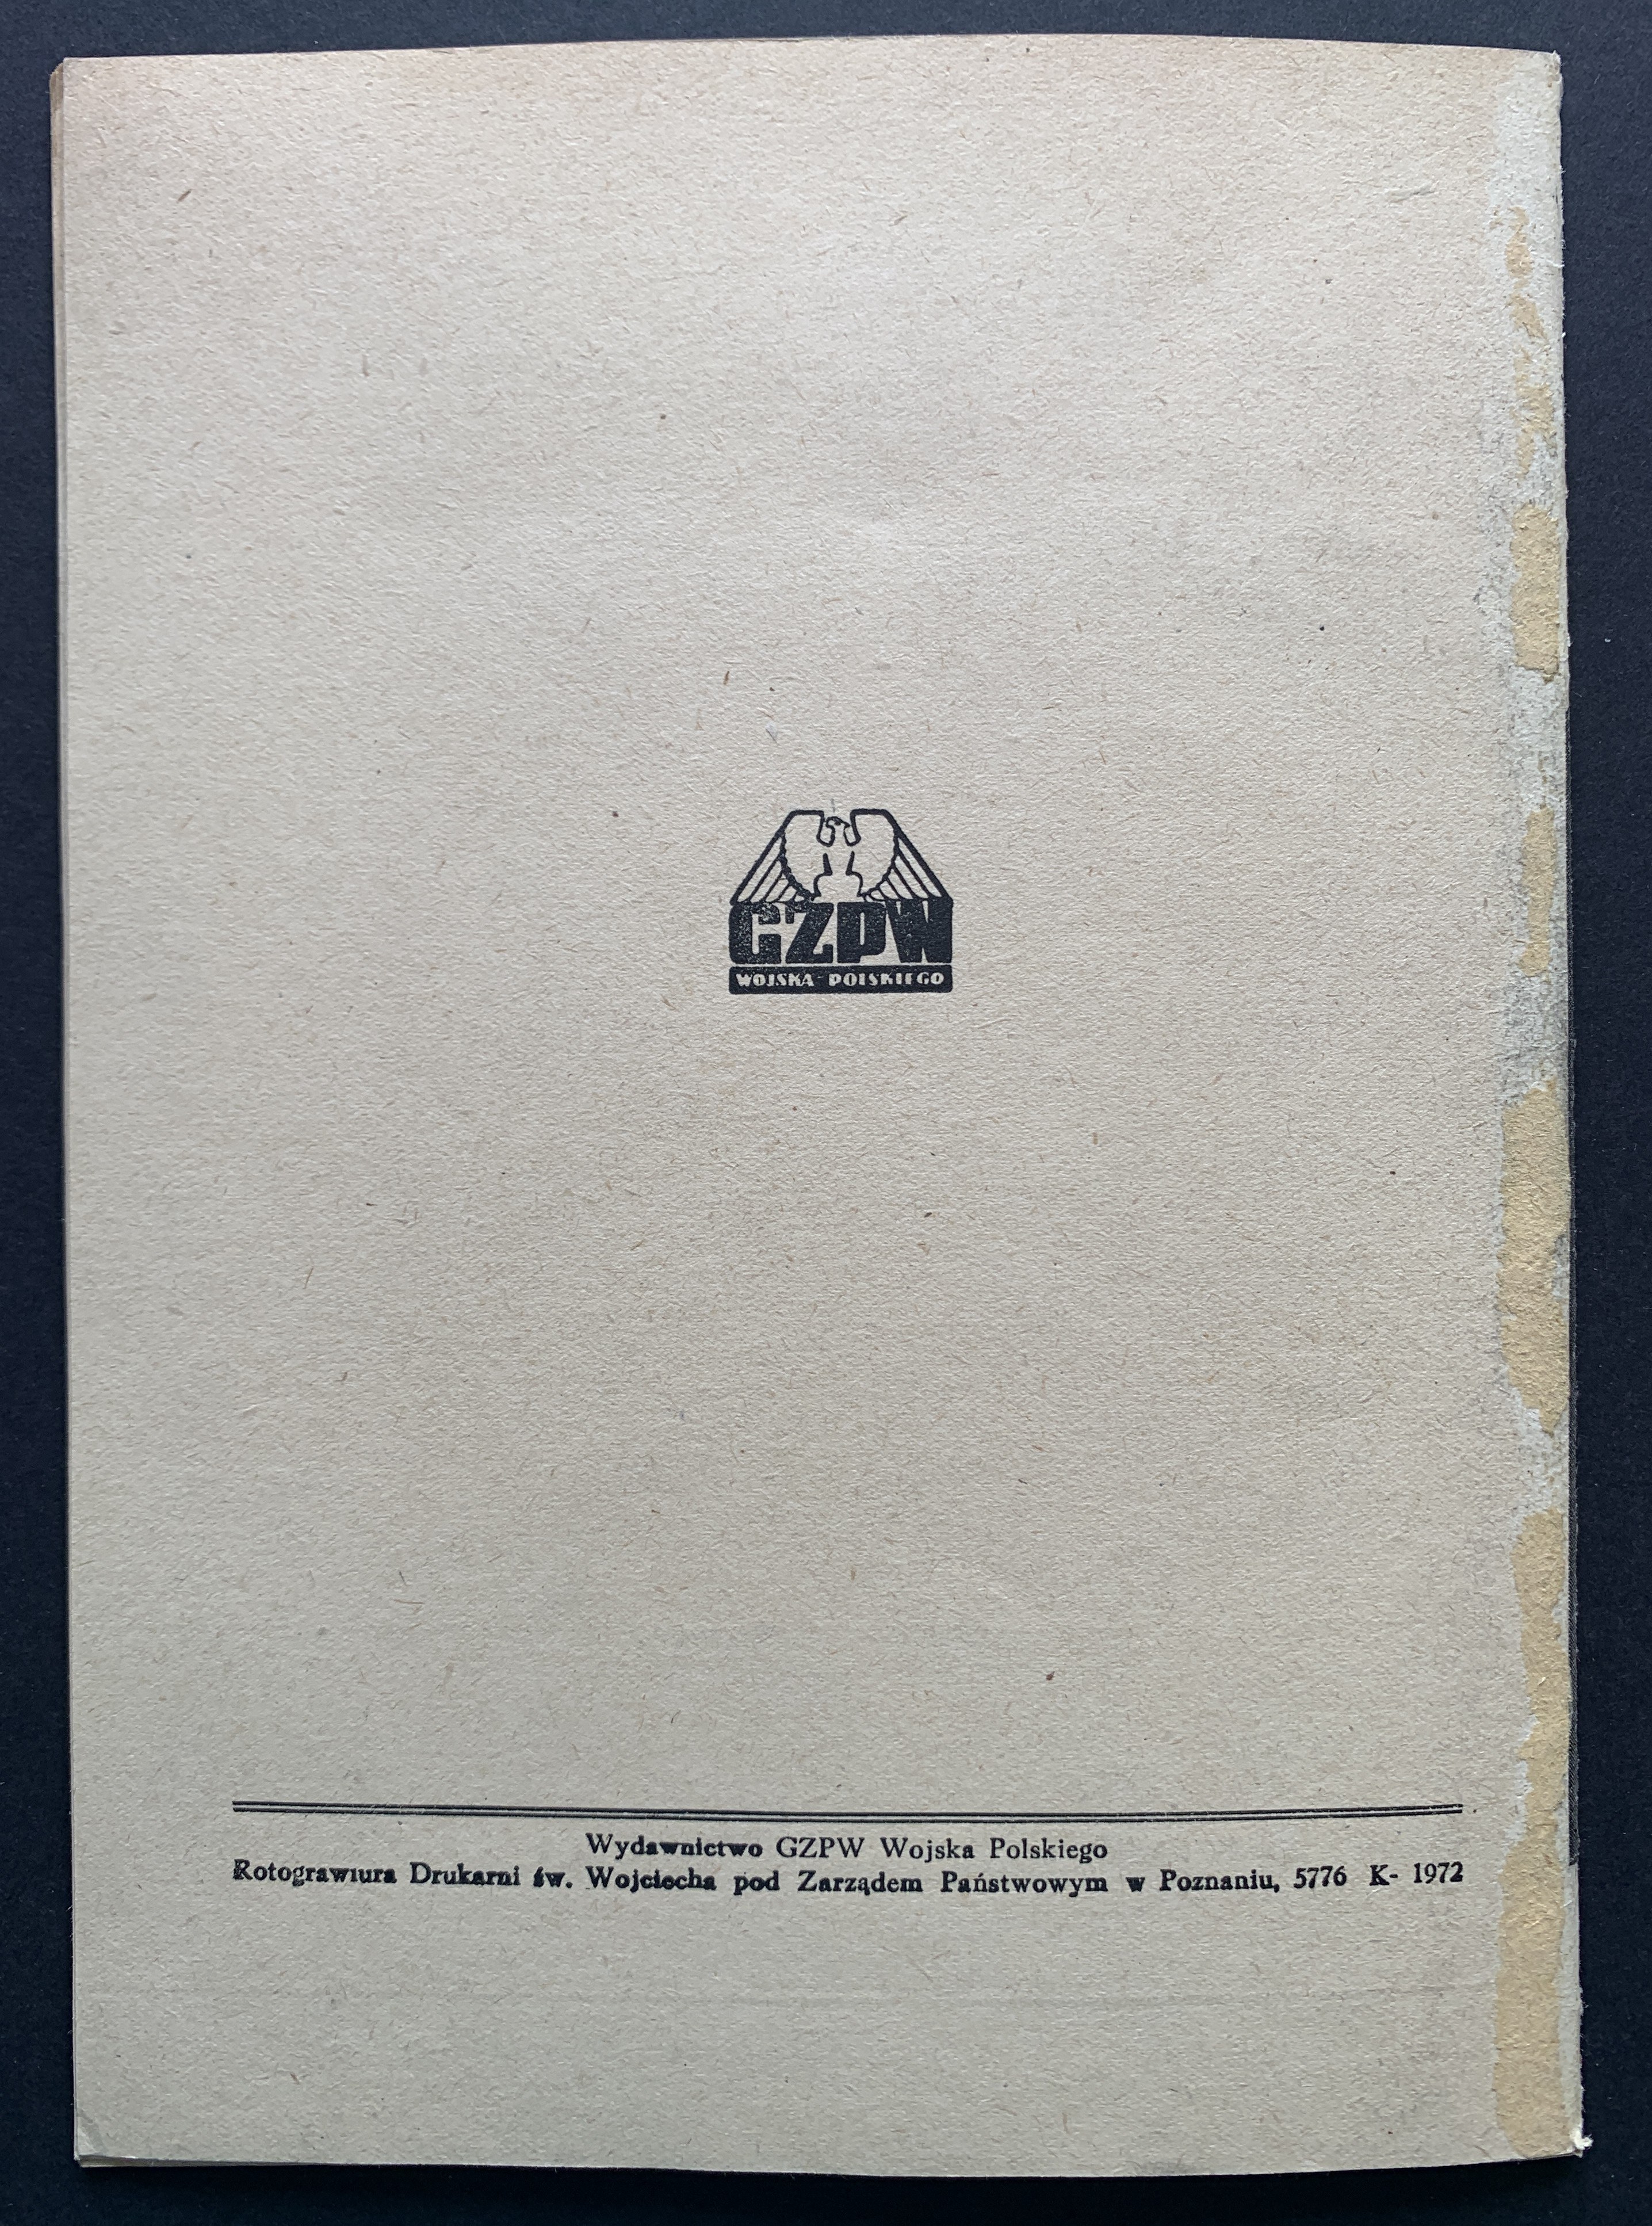 GZPW
WOJSKA-POLSKIEGO
Wydawnictwo GZPW Wojska Polskiego
Rotograwiura Drukarni św. Wojciecha pod Zarządem Państwowym w Poznaniu, 5776 K- 1972